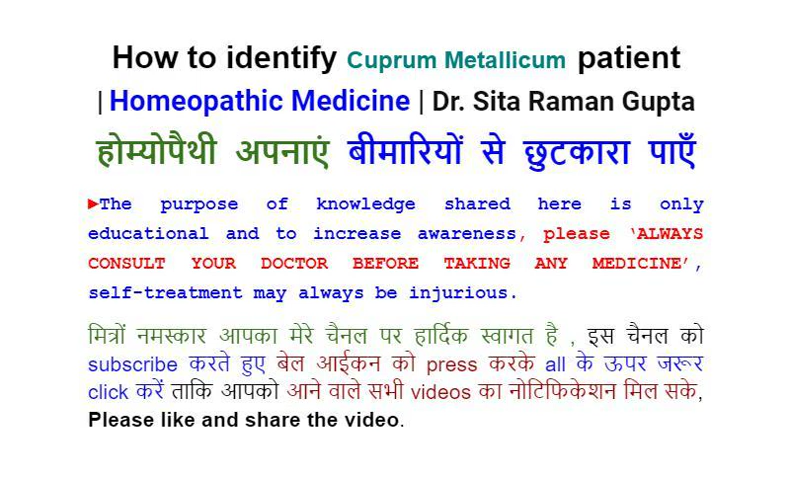 How to identify Cuprum Metallicum patient
| Homeopathic Medicine | Dr. Sita Raman Gupta
होम्योपैथी अपनाएं बीमारियों से छुटकारा पाएँ
►The purpose of knowledge shared here is only
educational and to increase awareness, please ‘ALWAYS
CONSULT YOUR DOCTOR BEFORE TAKING ANY MEDICINE’,
self-treatment may always be injurious.
मित्रों नमस्कार आपका मेरे चैनल पर हार्दिक स्वागत है , इस चैनल को
subscribe करते हुए बेल आईकन को press करके all के ऊपर जरूर
click करें ताकि आपको आने वाले सभी videos का नोटिफिकेशन मिल सके,
Please like and share the video.